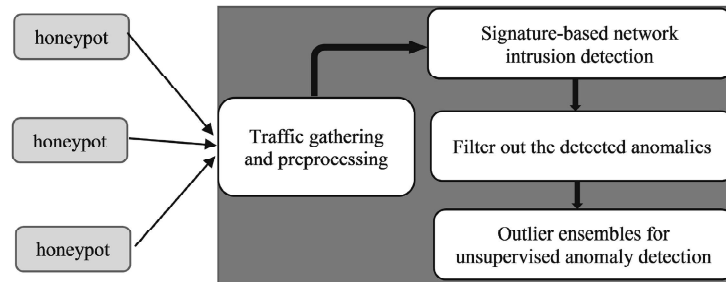 honeypot
honeypot
honeypot
Traffic gathering
and preprocessing
Signature-based network
intrusion detection
Filter out the detected anomalies
Outlier ensembles for
unsupervised anomaly detection